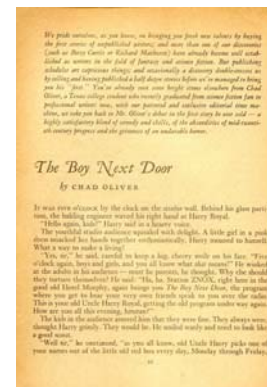 We pride ourselves, as you know, on bringing you fresh new talents by buying
the first stories of unpublished writers; and more than one of our discoveries
(such as Betty Curtis or Richard Matheson) have already become well estab-
lished as writers in the field of fantasy and science fiction. But publishing
schedules are capricious things; and occasionally a discovery doublecrosses us
by selling and having published a half dozen stories before we've managed to bring
you his "first." You've already met some bright stories elsewhere from Chad
Oliver, a Texas college student who recently graduated from science fiction fan to
professional writer; now, with our parental and exclusive editorial time ma-
chine, we take you back to Mr. Oliver's debut in the first story he ever sold — a
highly satisfactory blend of comedy and chills, of the absurdities of mid-twenti-
eth century progress and the grimness of an undurable horror.
The Boy Next Door
by CHAD OLIVER
It was five o'clock by the clock on the studio wall. Behind his glass parti-
tion, the balding engineer waved his right hand at Harry Royal.
"Hello again, kids!" Harry said in a hearty voice.
The youthful studio audience squealed with delight. A little girl in a pink
dress smacked her hands together enthusiastically. Harry moaned to himself.
What a way to make a living!
"Yes, sir," he said, careful to keep a big, cheery smile on his face. "Five
o'clock again, boys and girls, and you all know what that means!" He winked
at the adults in his audience — must be parents, he thought. Why else should
they torture themselves? He said: "Ha, ha. Station ZNOX, right here in the
good old Hotel Murphy, again brings you The Boy Next Door, the program
where you get to hear your very own friends speak to you over the radio.
This is your old Uncle Harry Royal, getting the old program under way again.
How are you all this evening, hmmm?"
The kids in the audience assured him that they were fine. They always were,
thought Harry grimly. They would be. He smiled warily and tried to look like
a good scout.
"Well sir," he continued, "as you all know, old Uncle Harry picks one of
your names out of the little old red box every day, Monday through Friday,